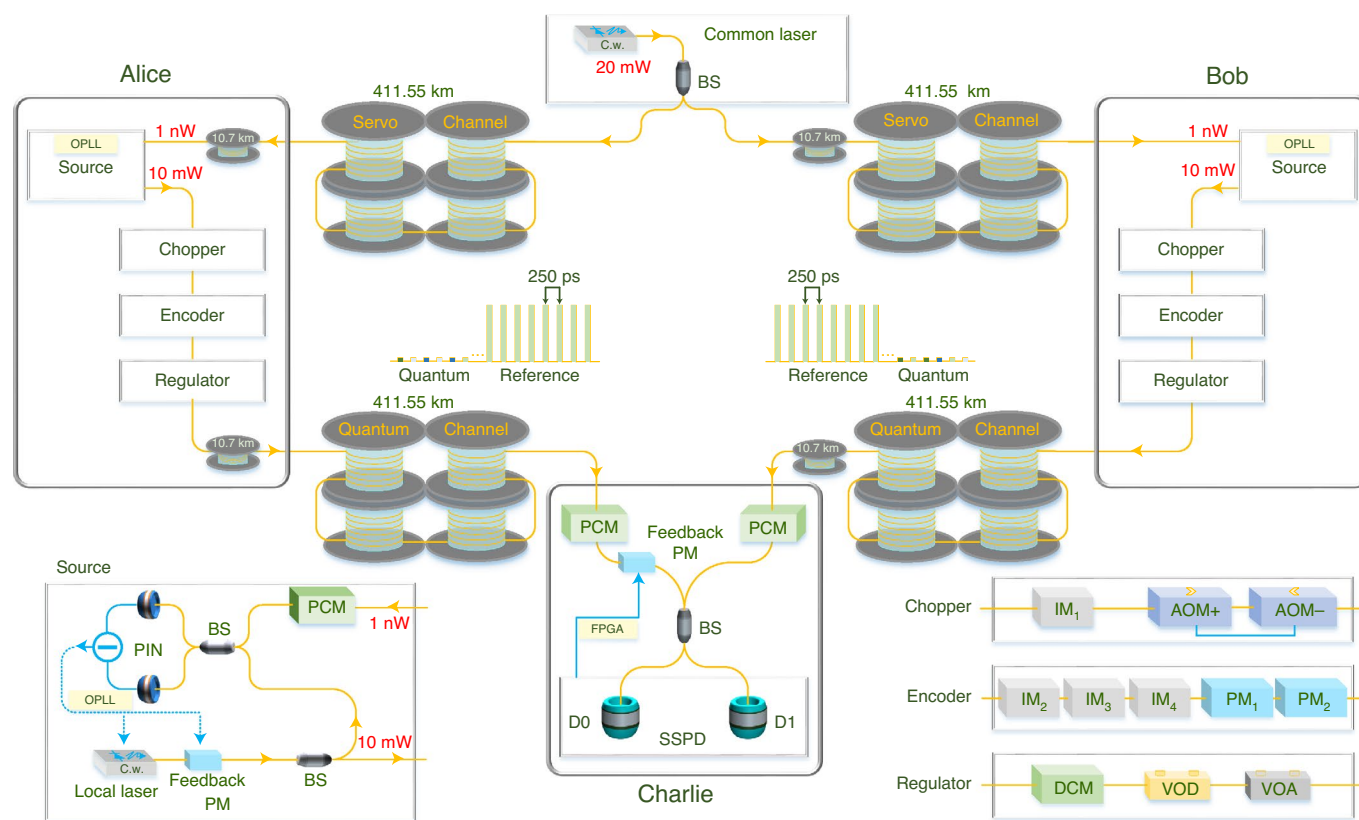 Common laser
C.w.
20 mW
BS
Alice
Bob
411.55 km
411.55 km
Servo
Channel
Servo
Channel
OPLL
Source
1 nW
10.7 km
10 mW
10.7 km
1 nW
OPLL
Source
10 mW
Chopper
Encoder
Regulator
Chopper
Encoder
Regulator
250 ps
250 ps
Quantum
Reference
Reference
Quantum
411.55 km
411.55 km
Quantum
Channel
Quantum
Channel
10.7 km
10.7 km
PCM
PCM
Feedback
PM
FPGA
BS
D0
D1
SSPD
Charlie
Source
PCM
1 nW
BS
PIN
OPLL
10 mW
C.w.
Local laser
Feedback
PM
BS
Chopper
IM1
AOM+
AOM−
Encoder
IM2
IM3
IM4
PM1
PM2
Regulator
DCM
VOD
VOA